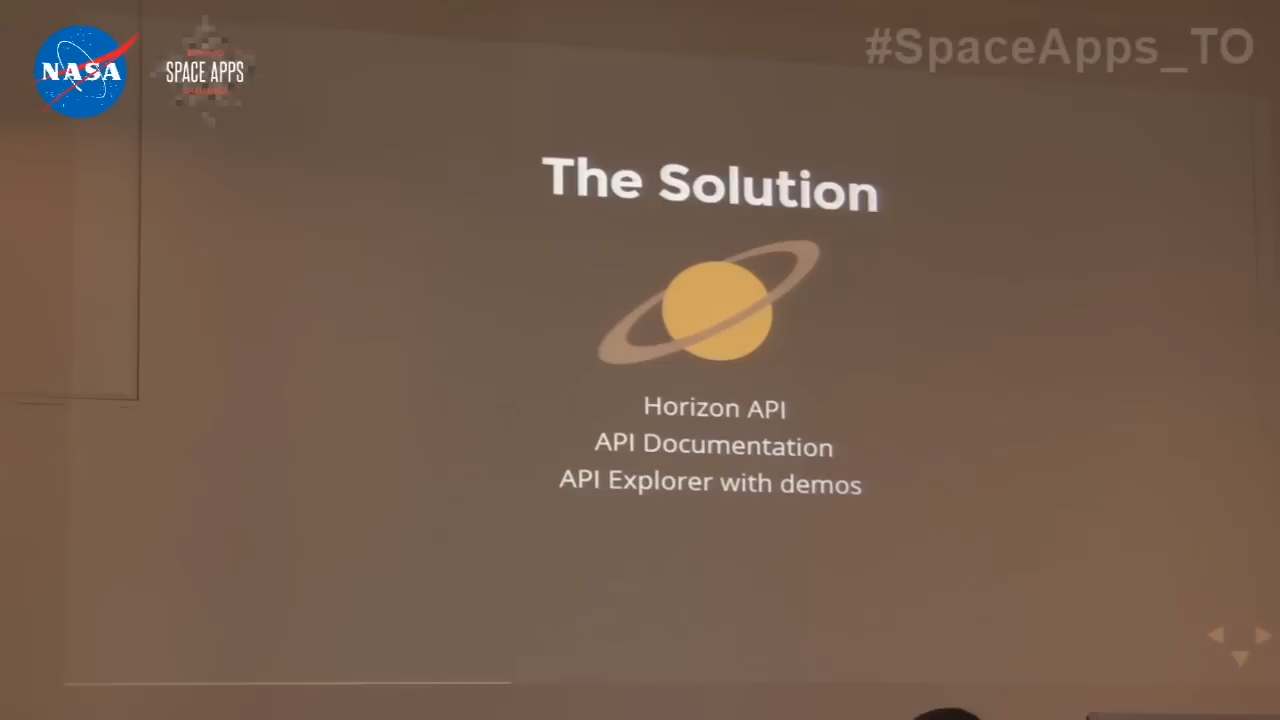 NASA
SPACE APPS
#SpaceApps_TO
The Solution
Horizon API
API Documentation
API Explorer with demos